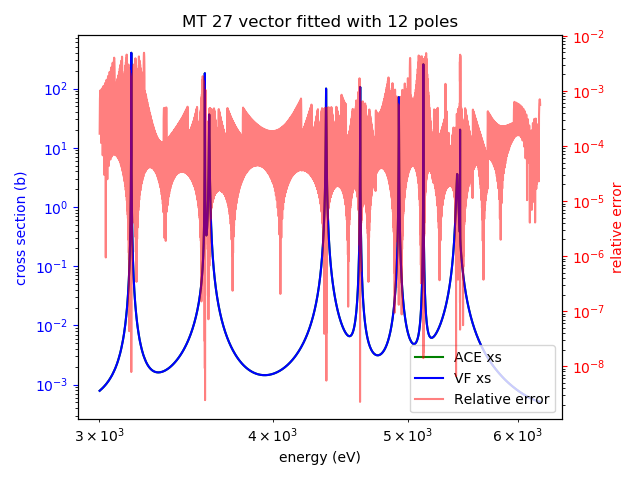 MT 27 vector fitted with 12 poles
cross section (b)
10²
10¹
10⁰
10⁻¹
10⁻²
10⁻³
10⁻²
10⁻³
10⁻⁴
10⁻⁵
10⁻⁶
10⁻⁷
10⁻⁸
relative error
ACE xs
VF xs
Relative error
3 × 10³
4 × 10³
5 × 10³
6 × 10³
energy (eV)